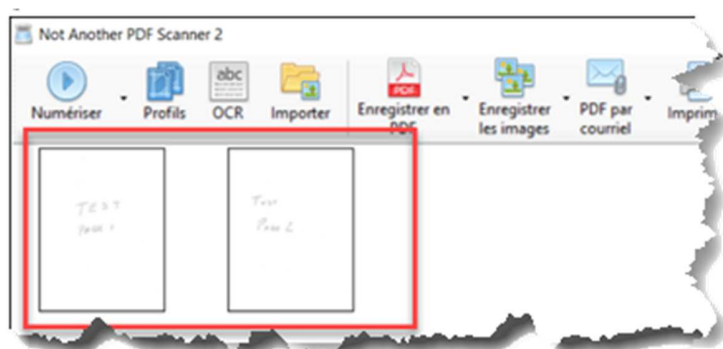 Not Another PDF Scanner 2
abc
PDF
Numériser Profils OCR Importer Enregistrer en PDF Enregistrer les images PDF par courriel Imprim
TEST
Page 1
Test
Page 2